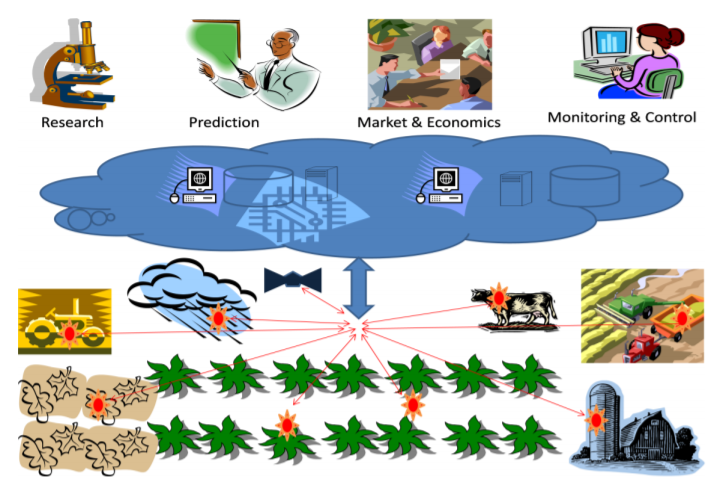 Research
Prediction
Market & Economics
Monitoring & Control